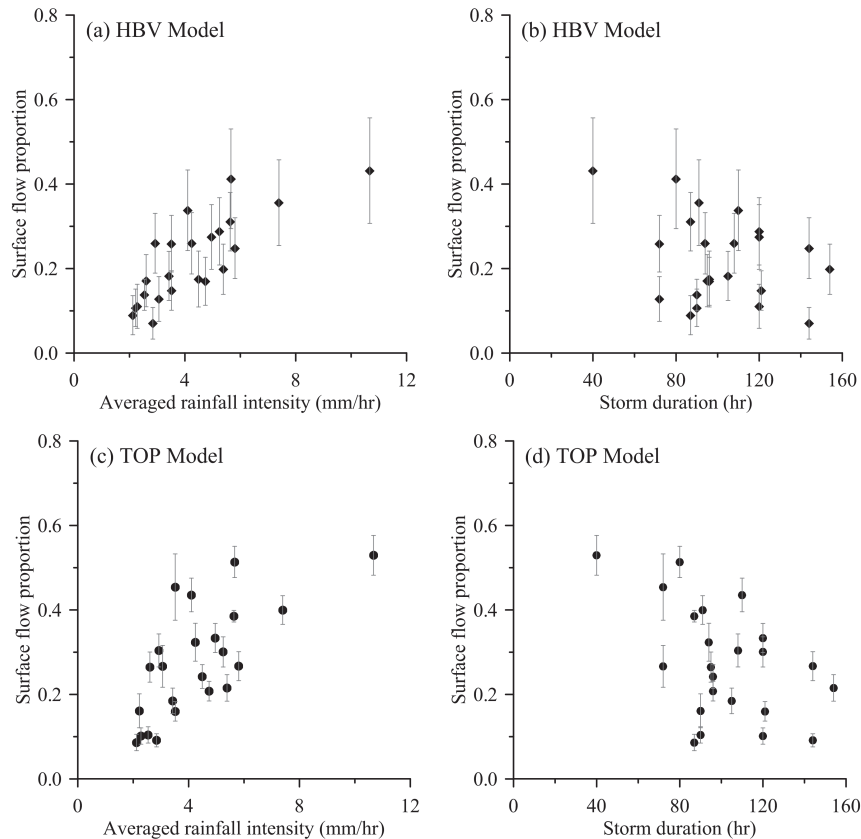 (a) HBV Model
Surface flow proportion
0.8
0.6
0.4
0.2
0.0
0 4 8 12
Averaged rainfall intensity (mm/hr)
(b) HBV Model
Surface flow proportion
0.8
0.6
0.4
0.2
0.0
0 40 80 120 160
Storm duration (hr)
(c) TOP Model
Surface flow proportion
0.8
0.6
0.4
0.2
0.0
0 4 8 12
Averaged rainfall intensity (mm/hr)
(d) TOP Model
Surface flow proportion
0.8
0.6
0.4
0.2
0.0
0 40 80 120 160
Storm duration (hr)